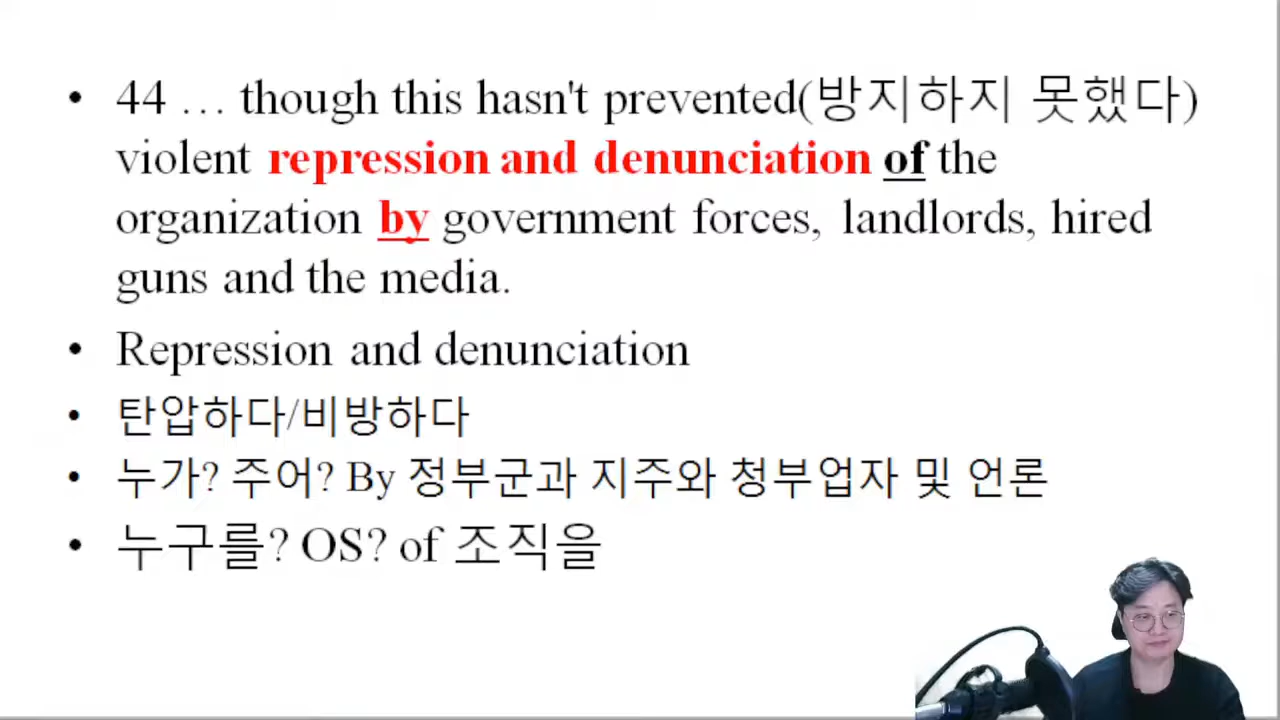 • 44 … though this hasn't prevented(방지하지 못했다)
violent repression and denunciation of the
organization by government forces, landlords, hired
guns and the media.
• Repression and denunciation
• 탄압하다/비방하다
• 누가? 주어? By 정부군과 지주와 청부업자 및 언론
• 누구를? OS? of 조직을